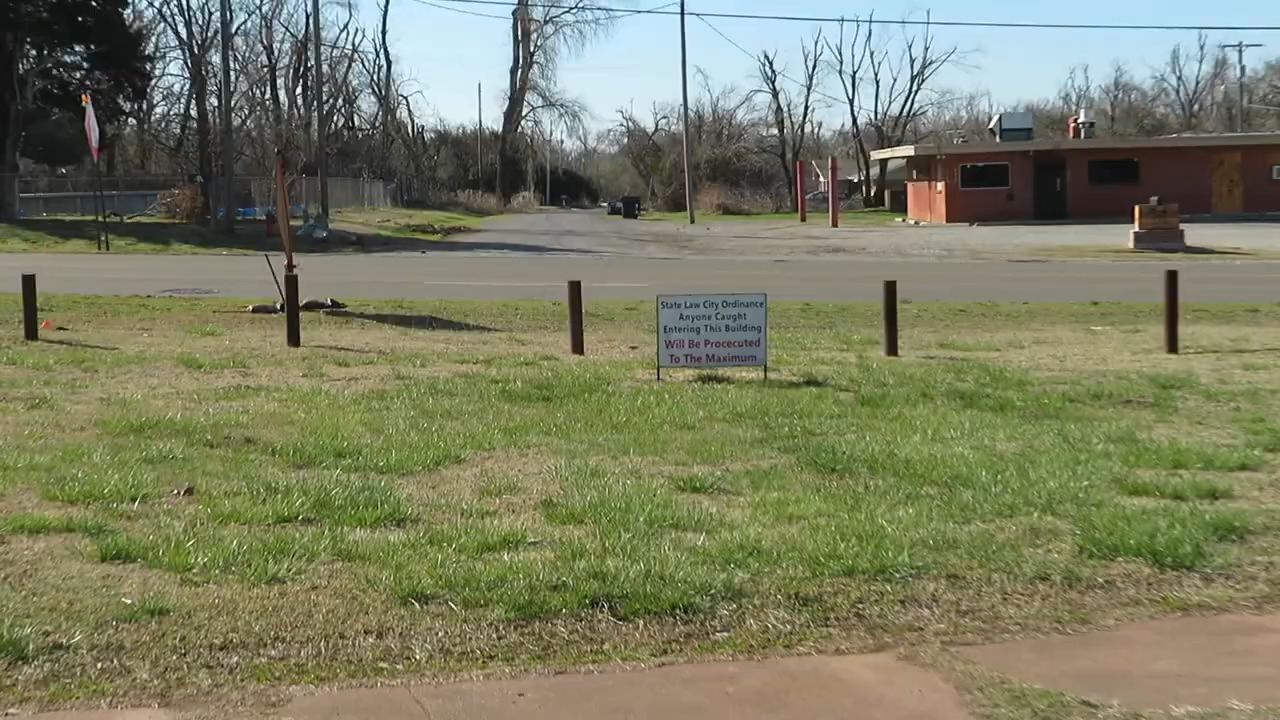 State Law City Ordinance
Anyone Caught
Entering This Building
Will Be Procecuted
To The Maximum